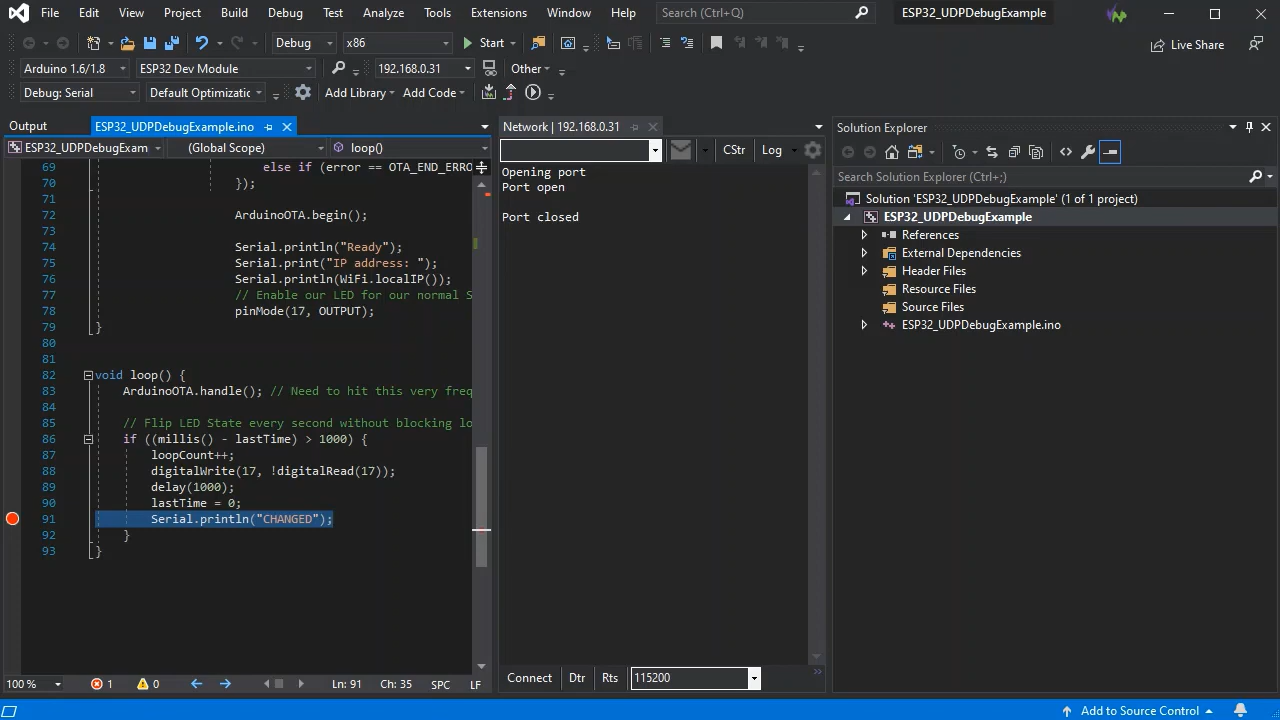 File Edit View Project Build Debug Test Analyze Tools Extensions Window Help Search (Ctrl+Q) ESP32_UDPDebugExample
Debug x86 Start Live Share
Arduino 1.6/1.8 ESP32 Dev Module 192.168.0.31 Other
Debug: Serial Default Optimizatic Add Library Add Code
Output ESP32_UDPDebugExample.ino
ESP32_UDPDebugExam (Global Scope) loop()
69 else if (error == OTA_END_ERRO
70 });
71
72 ArduinoOTA.begin();
73
74 Serial.println("Ready");
75 Serial.print("IP address: ");
76 Serial.println(WiFi.localIP());
77 // Enable our LED for our normal S
78 pinMode(17, OUTPUT);
79 }
80
81
82 void loop() {
83 ArduinoOTA.handle(); // Need to hit this very freq
84
85 // Flip LED State every second without blocking lo
86 if ((millis() - lastTime) > 1000) {
87 loopCount++;
88 digitalWrite(17, !digitalRead(17));
89 delay(1000);
90 lastTime = 0;
91 Serial.println("CHANGED");
92 }
93 }
100 % 1 0 Ln: 91 Ch: 35 SPC LF
Network | 192.168.0.31
CStr Log
Opening port
Port open
Port closed
Connect Dtr Rts 115200
Solution Explorer
Search Solution Explorer (Ctrl+;)
Solution 'ESP32_UDPDebugExample' (1 of 1 project)
ESP32_UDPDebugExample
References
External Dependencies
Header Files
Resource Files
Source Files
ESP32_UDPDebugExample.ino
Add to Source Control